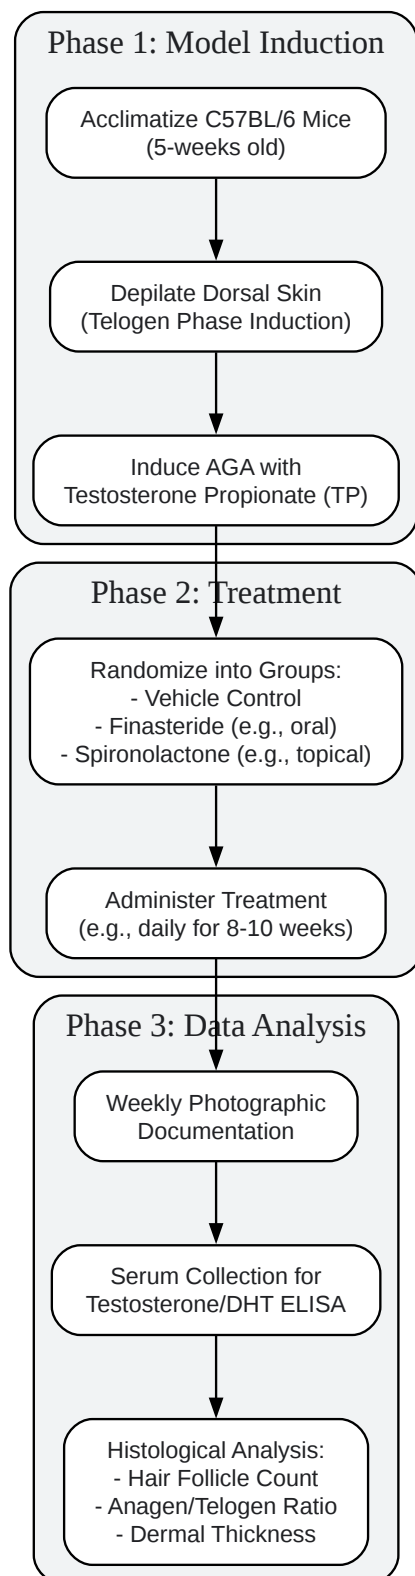 Phase 1: Model Induction
Acclimatize C57BL/6 Mice
(5-weeks old)
Depilate Dorsal Skin
(Telogen Phase Induction)
Induce AGA with
Testosterone Propionate (TP)
Phase 2: Treatment
Randomize into Groups:
- Vehicle Control
- Finasteride (e.g., oral)
- Spironolactone (e.g., topical)
Administer Treatment
(e.g., daily for 8-10 weeks)
Phase 3: Data Analysis
Weekly Photographic
Documentation
Serum Collection for
Testosterone/DHT ELISA
Histological Analysis:
- Hair Follicle Count
- Anagen/Telogen Ratio
- Dermal Thickness